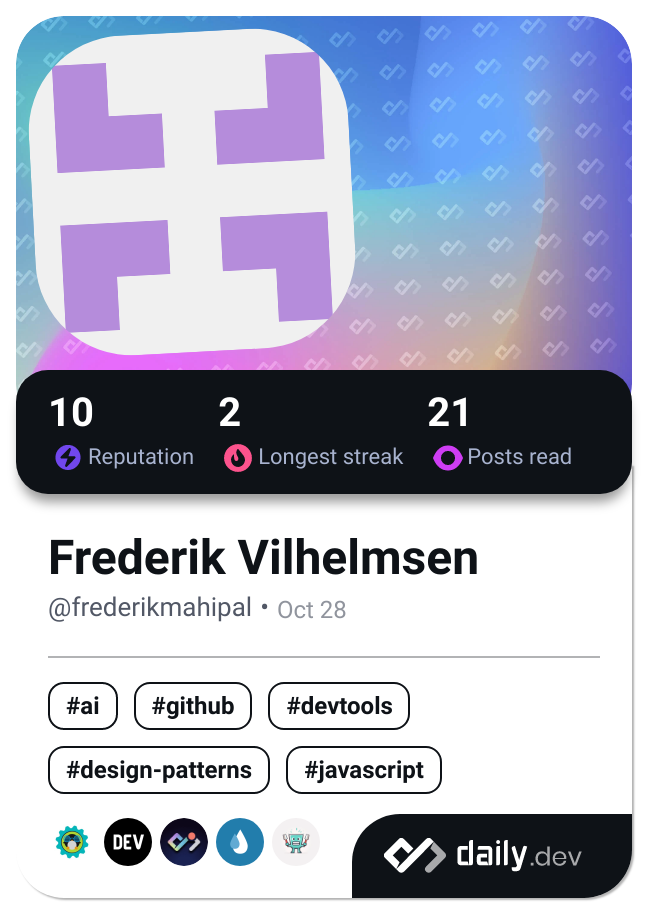 10 2 21
Reputation Longest streak Posts read
Frederik Vilhelmsen
@frederikmahipal • Oct 28
#ai #github #devtools
#design-patterns #javascript
DEV
daily.dev